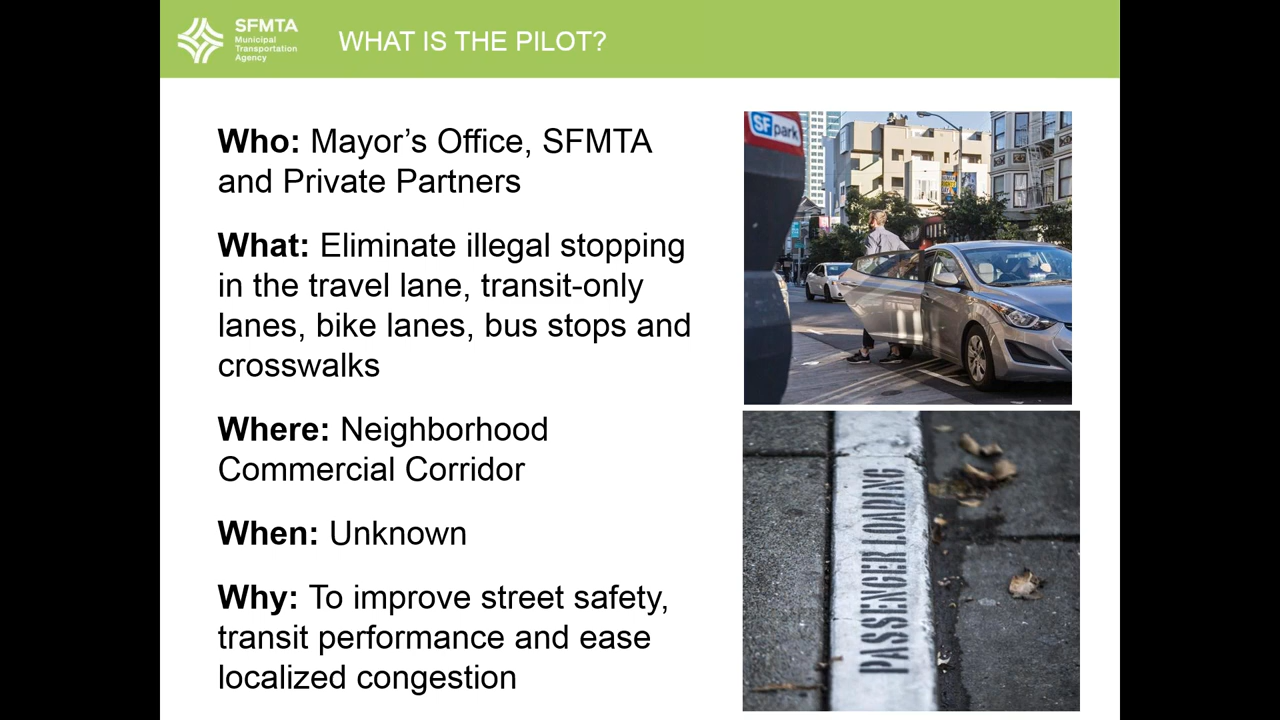 SFMTA
Municipal
Transportation
Agency
WHAT IS THE PILOT?
Who: Mayor’s Office, SFMTA
and Private Partners
What: Eliminate illegal stopping
in the travel lane, transit-only
lanes, bike lanes, bus stops and
crosswalks
Where: Neighborhood
Commercial Corridor
When: Unknown
Why: To improve street safety,
transit performance and ease
localized congestion
SFpark
PASSENGER LOADING